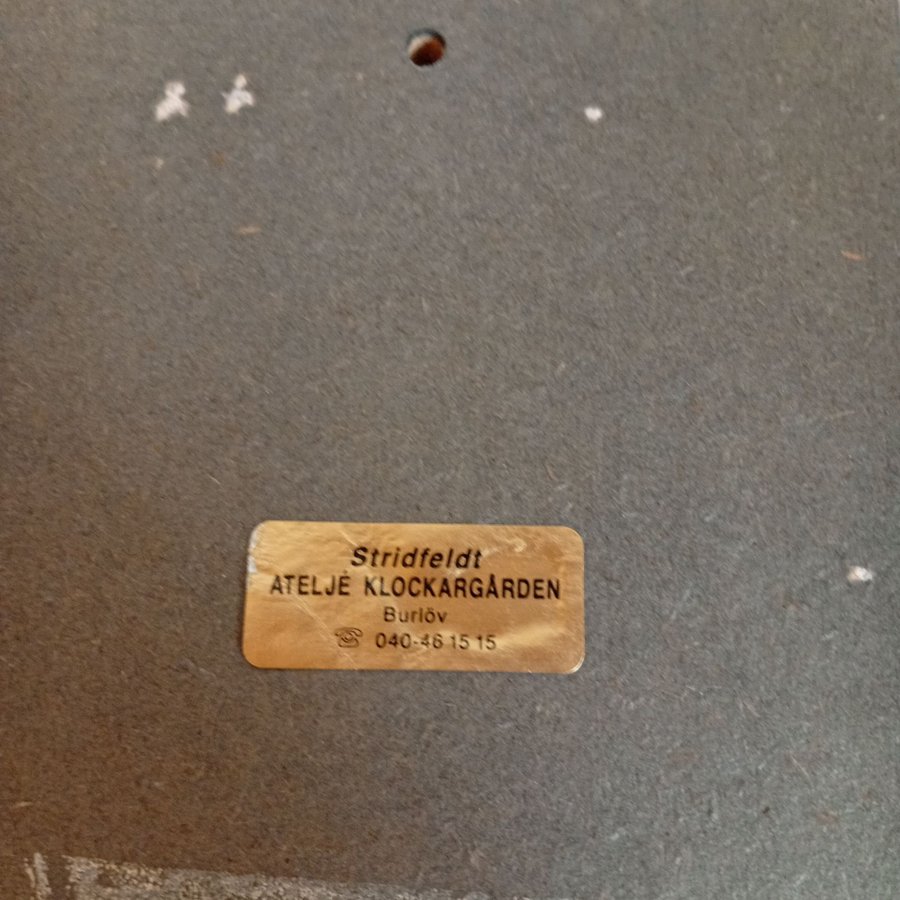 Stridfeldt
ATELJÉ KLOCKARGÅRDEN
Burlöv
☏ 040-46 15 15